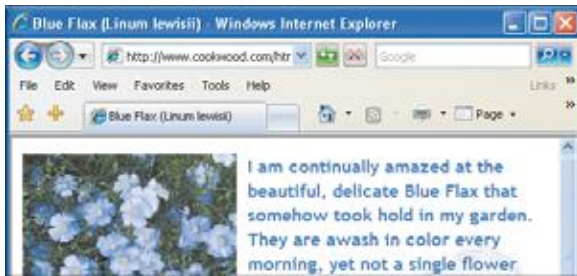 Blue Flax (Linum lewisii) - Windows Internet Explorer
http://www.cookwood.com/htr
Google
File Edit View Favorites Tools Help
Links »
Blue Flax (Linum lewisii)
Page »
I am continually amazed at the
beautiful, delicate Blue Flax that
somehow took hold in my garden.
They are awash in color every
morning, yet not a single flower